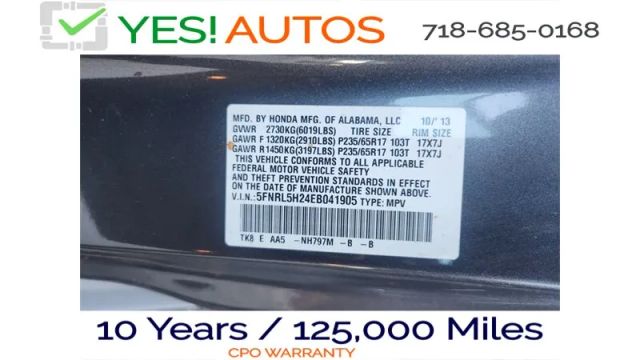 YES! AUTOS
718-685-0168
MFD. BY HONDA MFG. OF ALABAMA, LLC 10/'13
GVWR 2730KG(6019LBS) TIRE SIZE RIM SIZE
GAWR F 1320KG(2910LBS) P235/65R17 103T 17X7J
GAWR R 1450KG(3197LBS) P235/65R17 103T 17X7J
THIS VEHICLE CONFORMS TO ALL APPLICABLE
FEDERAL MOTOR VEHICLE SAFETY STANDARDS
IN EFFECT ON THE DATE OF MANUFACTURE
SHOWN ABOVE.
V.I.N.: 5FNRL5H24EB041905 TYPE: MPV
TK8 E AA5 -NH797M -B -B
10 Years / 125,000 Miles
CPO WARRANTY